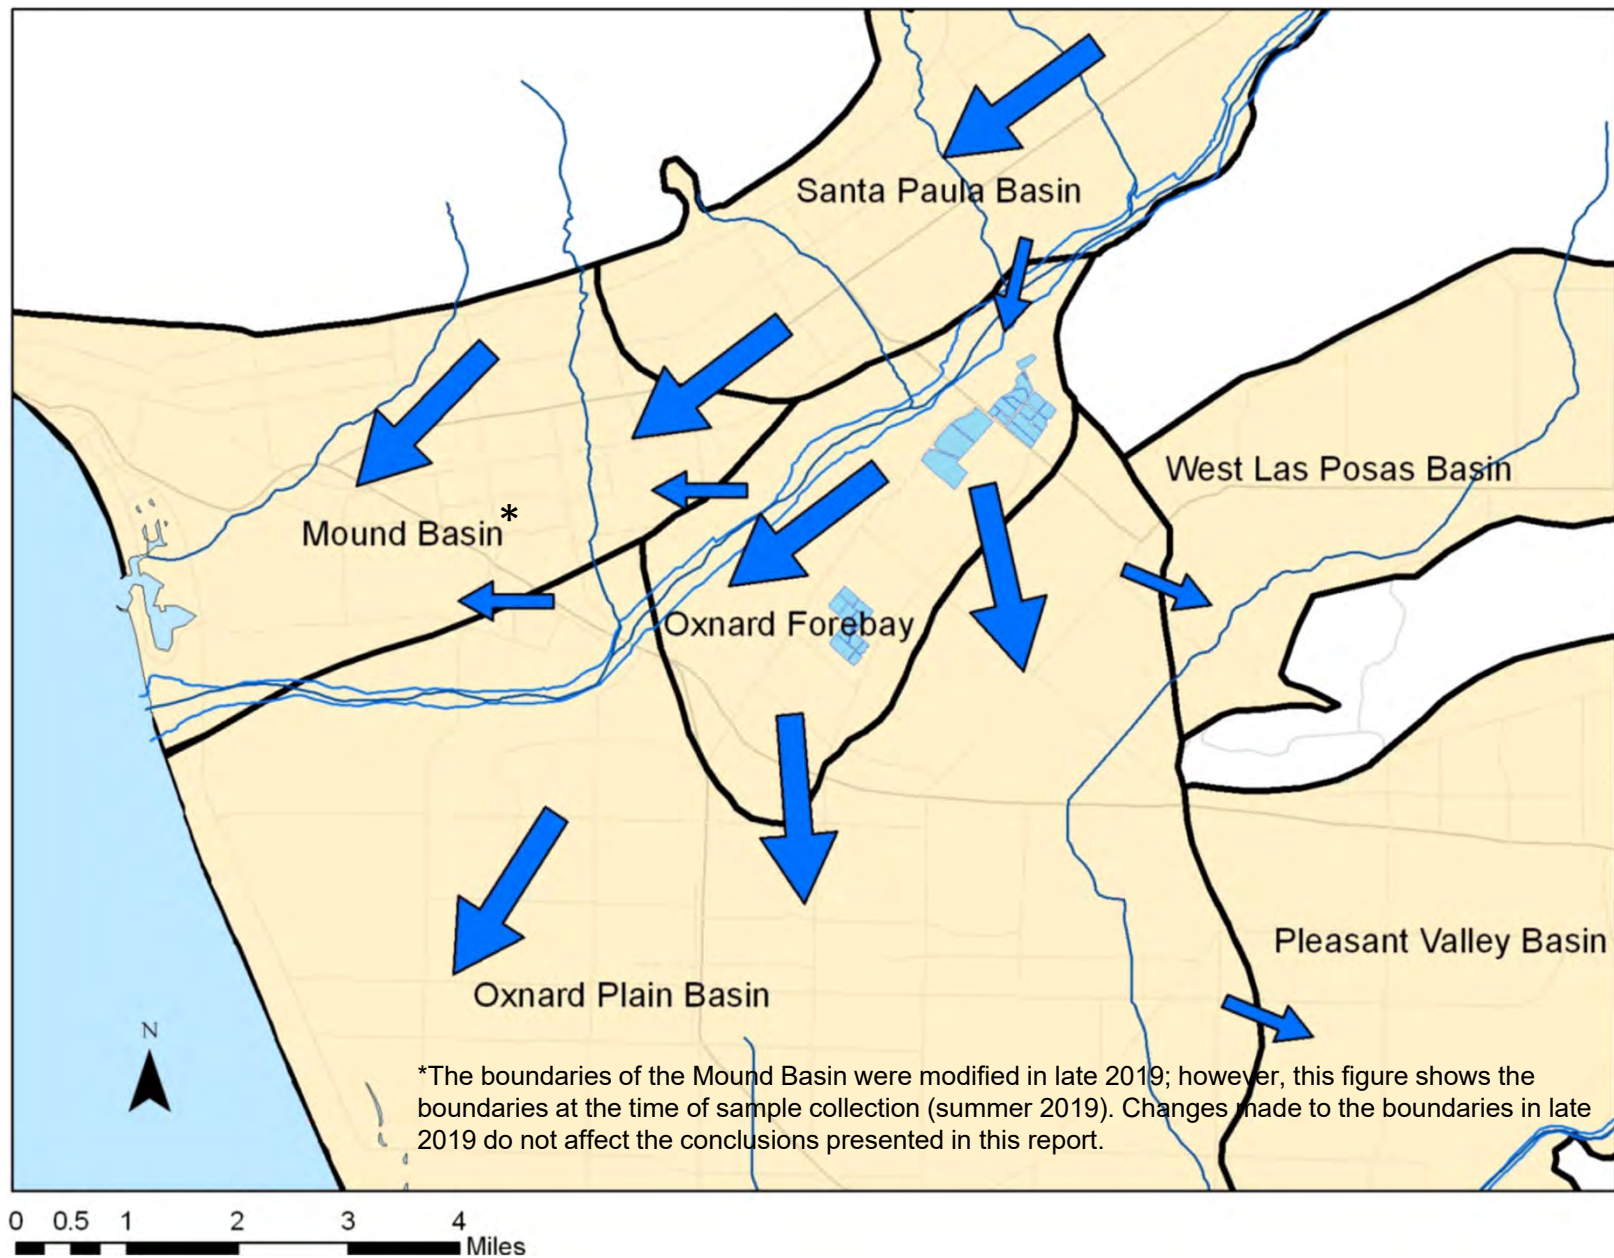 Santa Paula Basin
West Las Posas Basin
Mound Basin*
Oxnard Forebay
Pleasant Valley Basin
Oxnard Plain Basin
N
*The boundaries of the Mound Basin were modified in late 2019; however, this figure shows the
boundaries at the time of sample collection (summer 2019). Changes made to the boundaries in late
2019 do not affect the conclusions presented in this report.
0 0.5 1 2 3 4
Miles